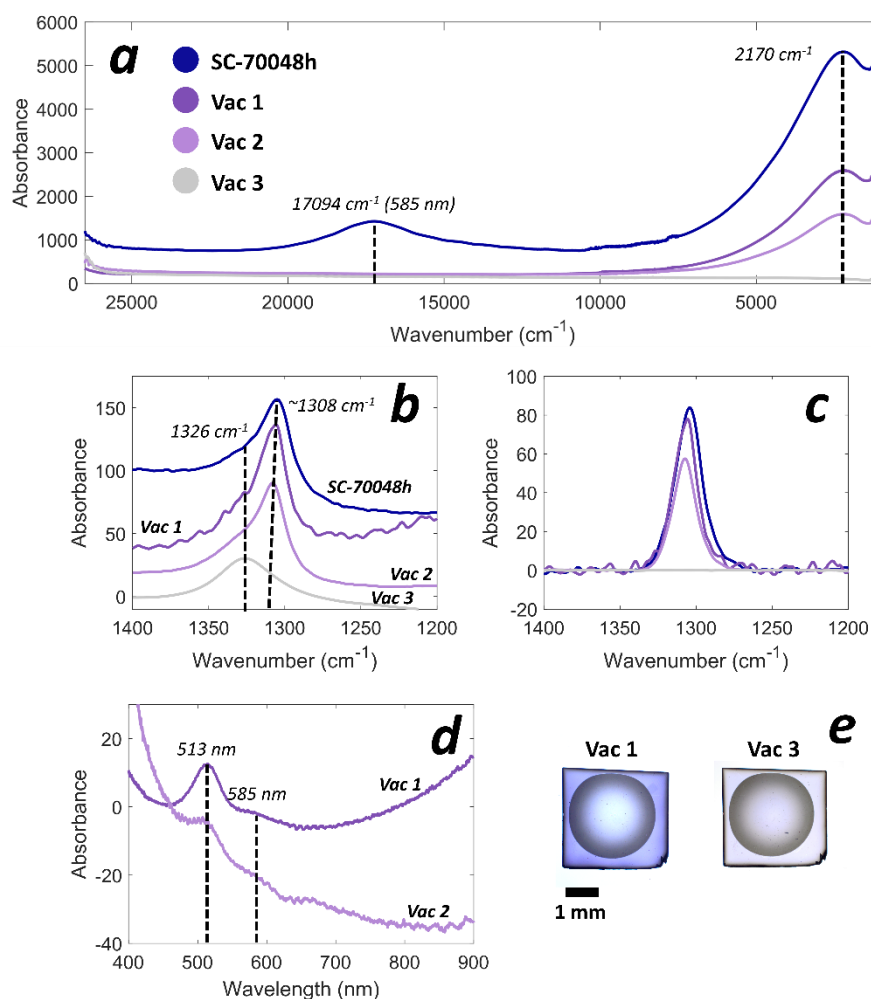 a
SC-70048h
Vac 1
Vac 2
Vac 3
2170 cm⁻¹
17094 cm⁻¹ (585 nm)
6000
5000
4000
3000
2000
1000
0
Absorbance
25000 20000 15000 10000 5000
Wavenumber (cm⁻¹)
b
1326 cm⁻¹
~1308 cm⁻¹
SC-70048h
Vac 1
Vac 2
Vac 3
150
100
50
0
Absorbance
1400 1350 1300 1250 1200
Wavenumber (cm⁻¹)
c
100
80
60
40
20
0
-20
Absorbance
1400 1350 1300 1250 1200
Wavenumber (cm⁻¹)
d
513 nm
585 nm
Vac 1
Vac 2
20
0
-20
-40
Absorbance
400 500 600 700 800 900
Wavelength (nm)
e
Vac 1 Vac 3
1 mm